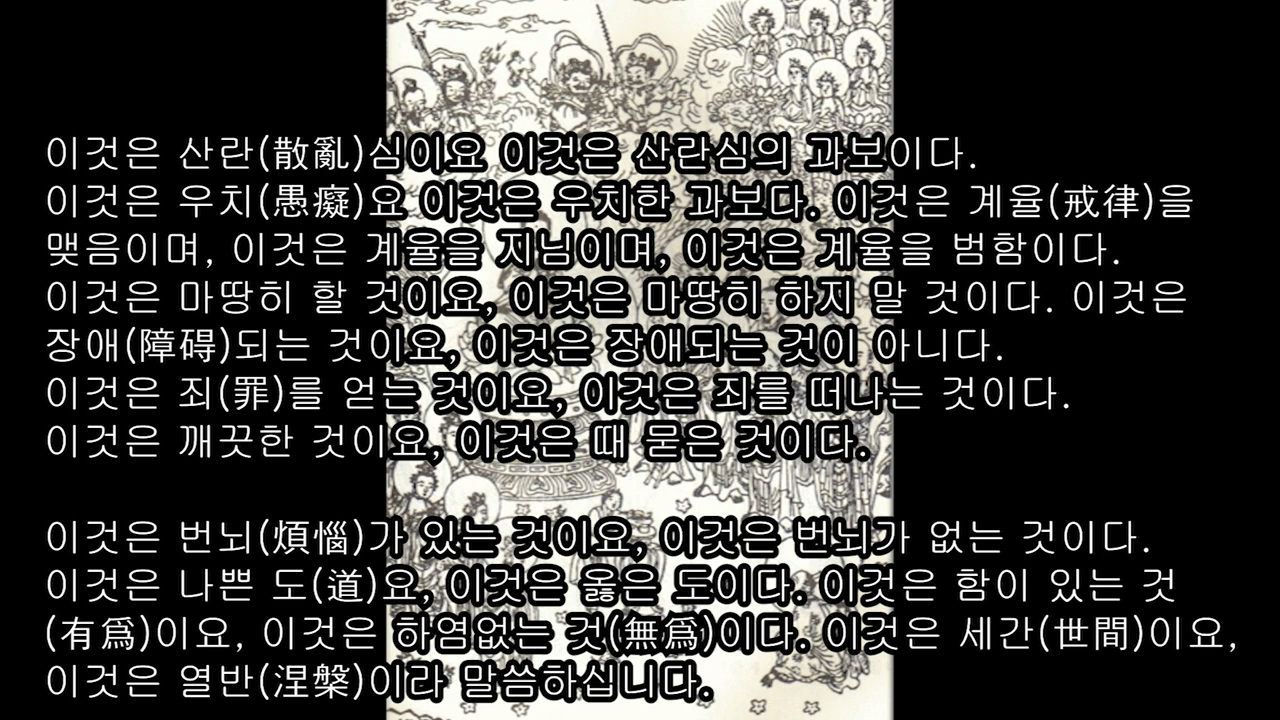 이것은 산란(散亂)심이요 이것은 산란심의 과보이다.
이것은 우치(愚癡)요 이것은 우치한 과보다. 이것은 계율(戒律)을
맺음이며, 이것은 계율을 지님이며, 이것은 계율을 범함이다.
이것은 마땅히 할 것이요, 이것은 마땅히 하지 말 것이다. 이것은
장애(障碍)되는 것이요, 이것은 장애되는 것이 아니다.
이것은 죄(罪)를 얻는 것이요, 이것은 죄를 떠나는 것이다.
이것은 깨끗한 것이요, 이것은 때 묻은 것이다.
이것은 번뇌(煩惱)가 있는 것이요, 이것은 번뇌가 없는 것이다.
이것은 나쁜 도(道)요, 이것은 옳은 도이다. 이것은 함이 있는 것
(有爲)이요, 이것은 하염없는 것(無爲)이다. 이것은 세간(世間)이요,
이것은 열반(涅槃)이라 말씀하십니다.